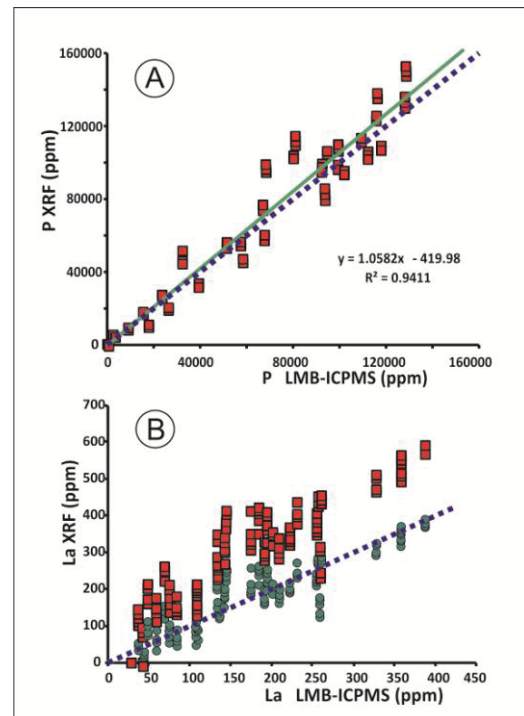 A
P XRF (ppm)
160000
120000
80000
40000
0
y = 1.0582x - 419.98
R² = 0.9411
0 40000 80000 120000 160000
P LMB-ICPMS (ppm)
B
La XRF (ppm)
700
600
500
400
300
200
100
0
0 50 100 150 200 250 300 350 400 450
La LMB-ICPMS (ppm)